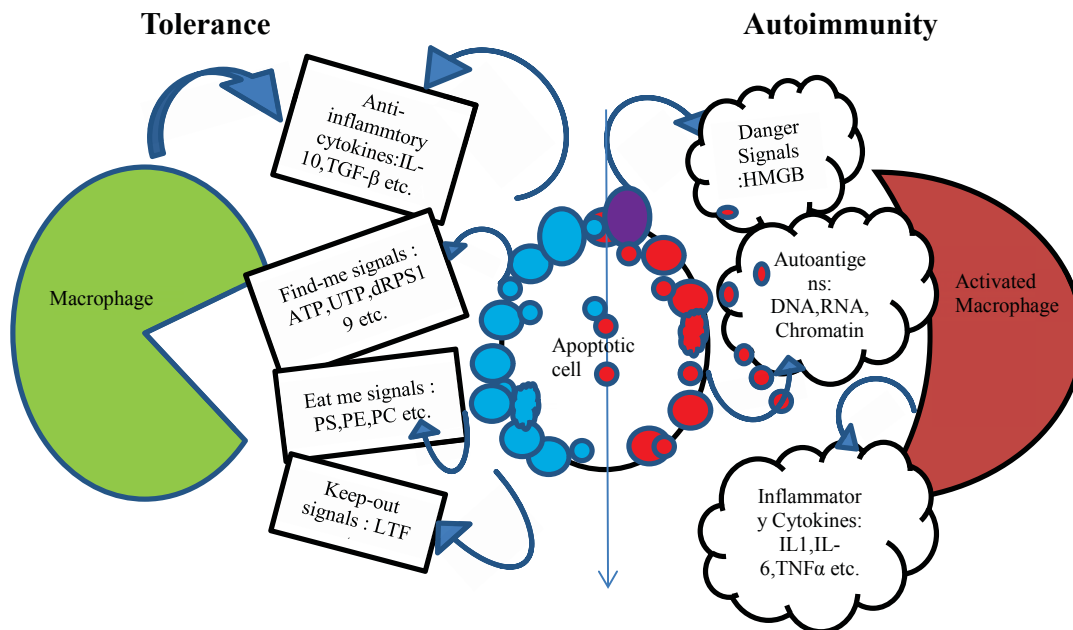 Tolerance
Autoimmunity
Anti-
inflammtory
cytokines:IL-
10,TGF-β etc.
Find-me signals :
ATP,UTP,dRPS1
9 etc.
Eat me signals :
PS,PE,PC etc.
Keep-out
signals : LTF
Macrophage
Apoptotic
cell
Danger
Signals
:HMGB
Autoantige
ns:
DNA,RNA,
Chromatin
Activated
Macrophage
Inflammator
y Cytokines:
IL1,IL-
6,TNFα etc.